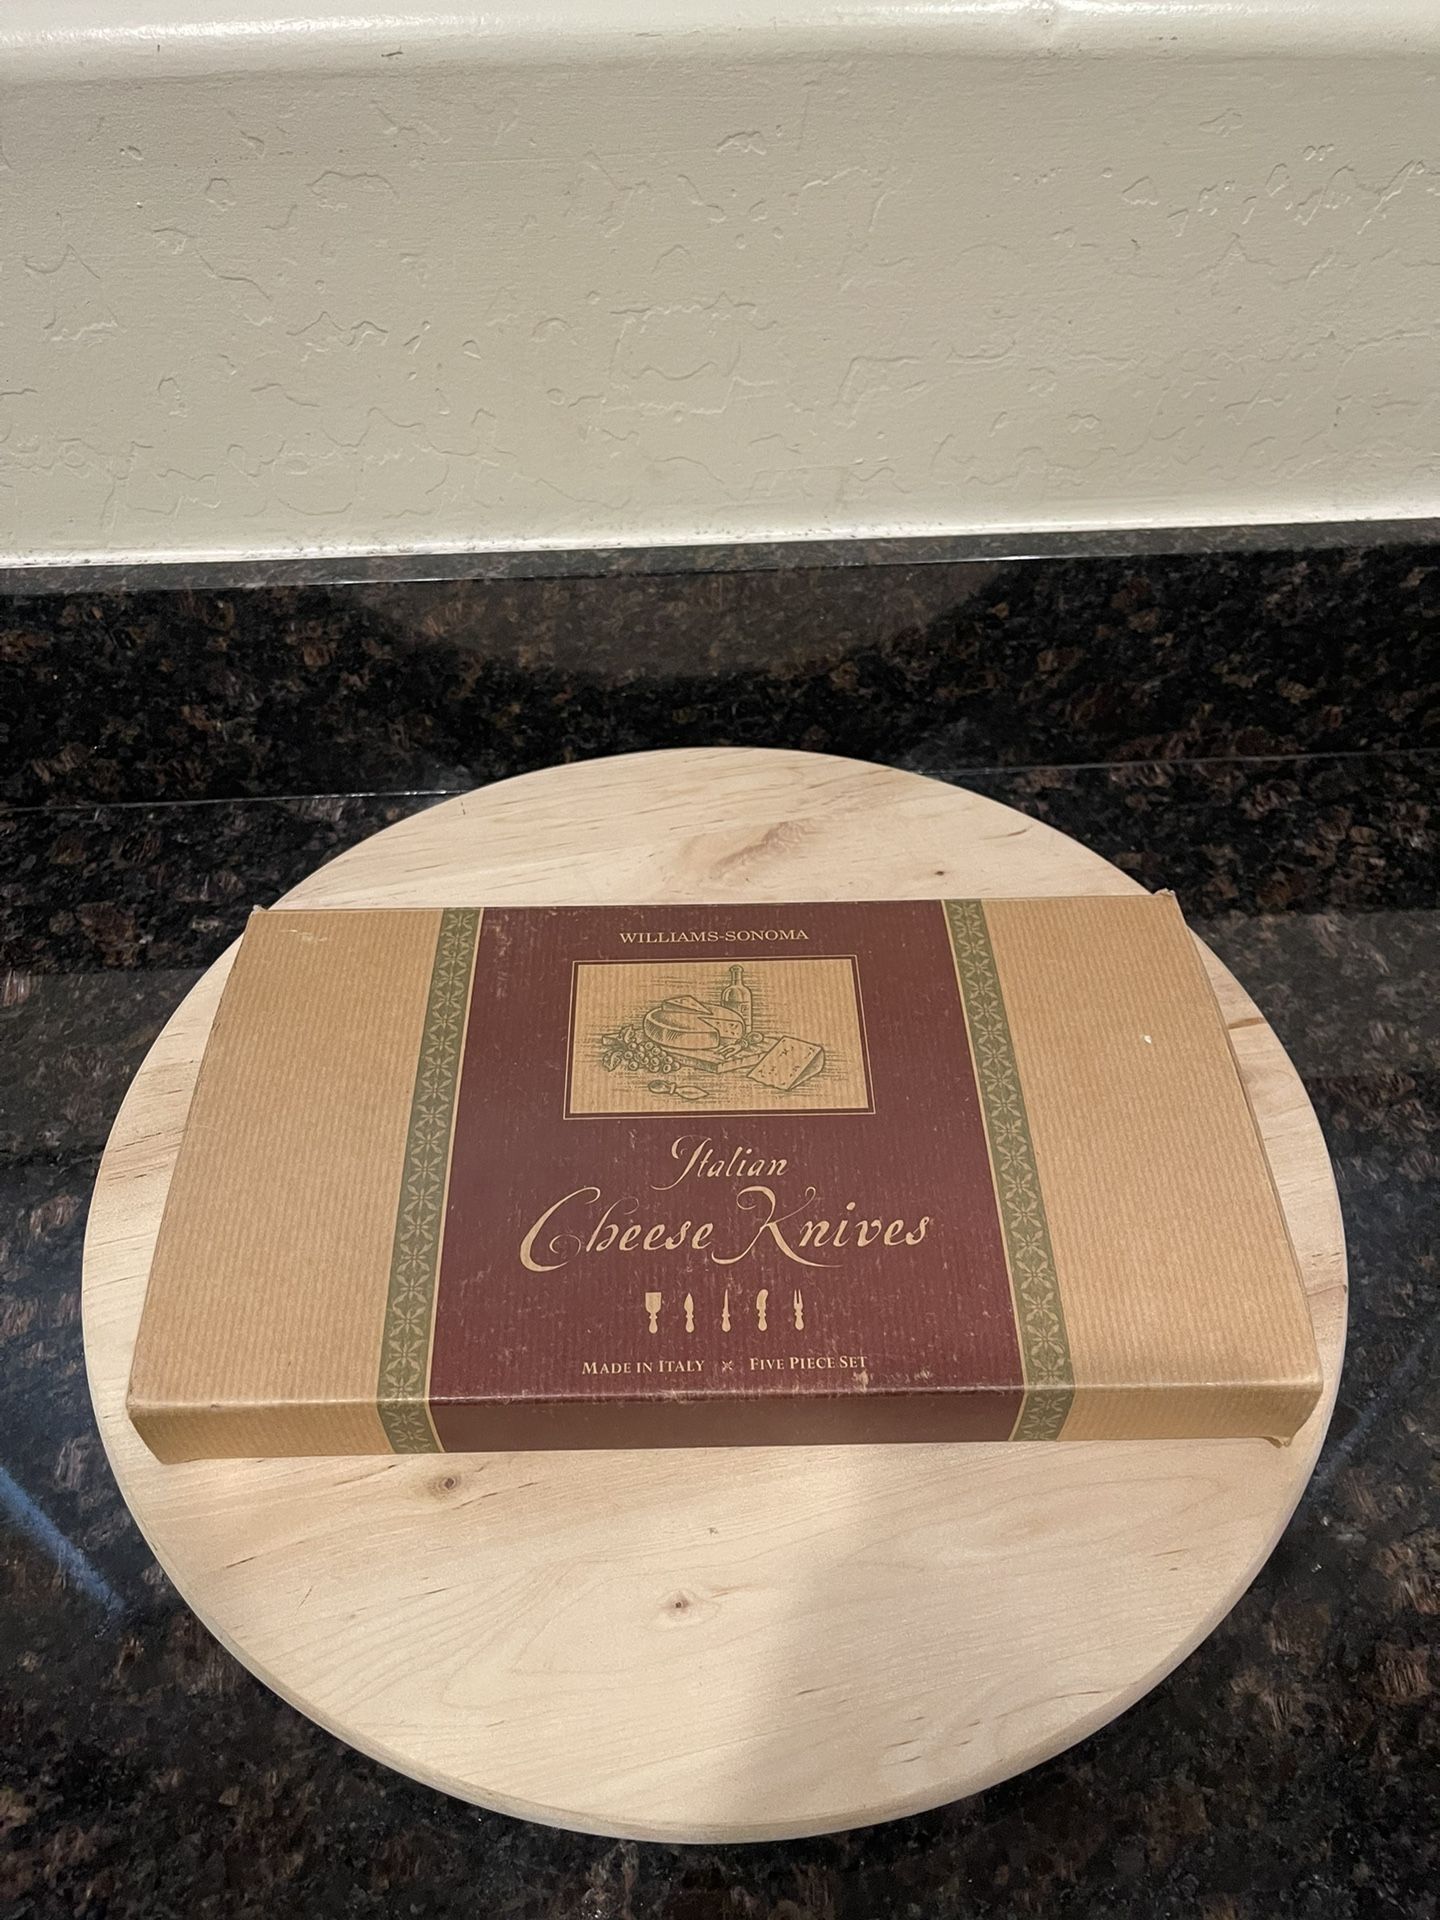 WILLIAMS-SONOMA
Italian
Cheese Knives
MADE IN ITALY × FIVE PIECE SET